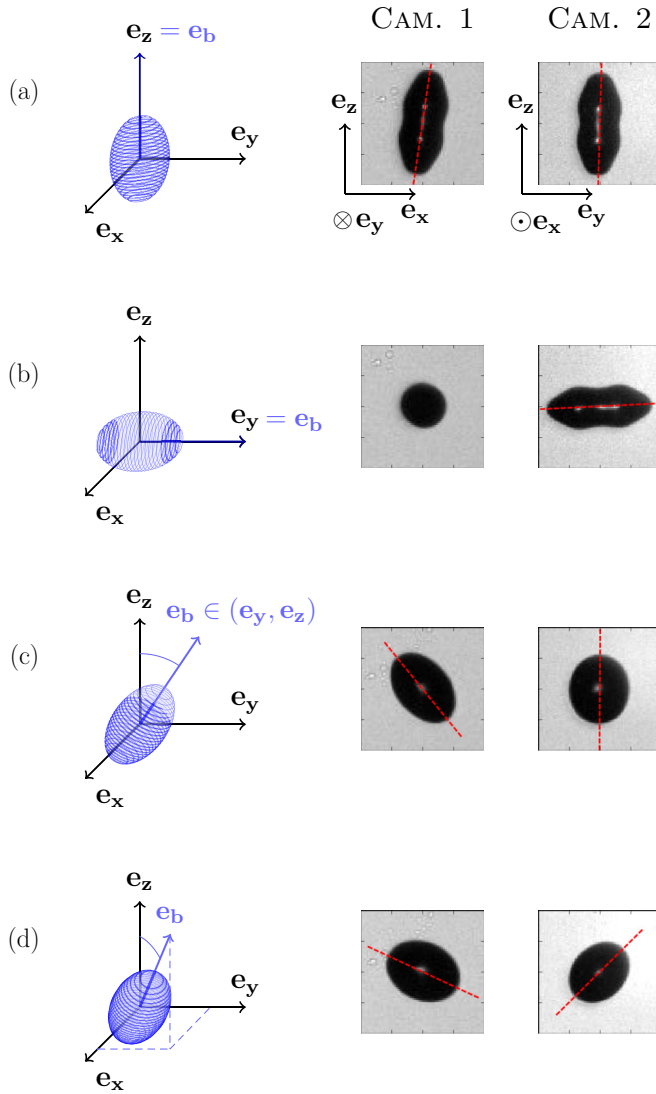 CAM. 1 CAM. 2
(a)
e_z = e_b
e_y
e_x
e_z
e_x
⊗e_y
e_z
e_y
⊙e_x
(b)
e_z
e_y = e_b
e_x
(c)
e_z
e_b ∈ (e_y, e_z)
e_y
e_x
(d)
e_z
e_b
e_y
e_x